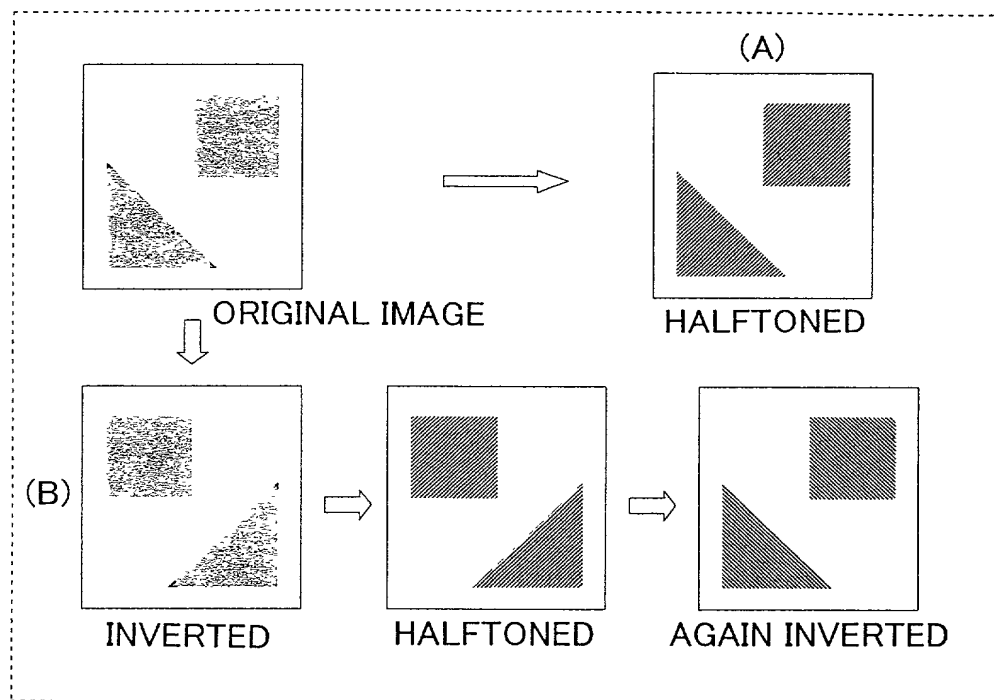 (A)
ORIGINAL IMAGE
HALFTONED
(B)
INVERTED
HALFTONED
AGAIN INVERTED